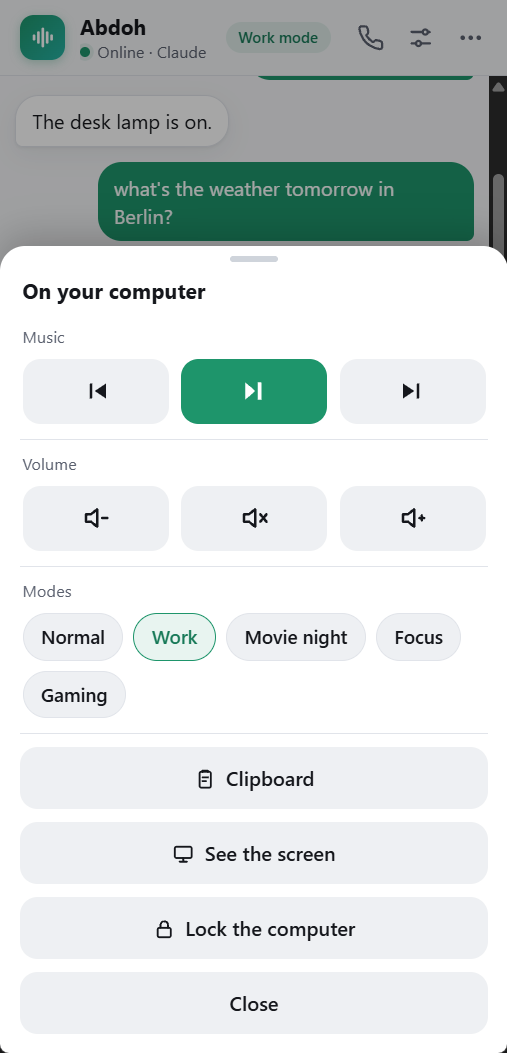 Abdoh
Online · Claude
Work mode
The desk lamp is on.
what's the weather tomorrow in
Berlin?
On your computer
Music
Volume
Modes
Normal
Work
Movie night
Focus
Gaming
Clipboard
See the screen
Lock the computer
Close